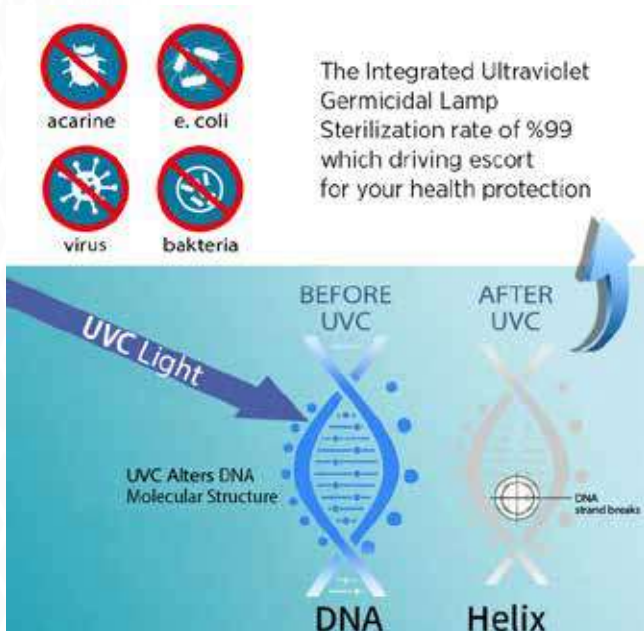 acarine
e. coli
virus
bakteria
The Integrated Ultraviolet
Germicidal Lamp
Sterilization rate of %99
which driving escort
for your health protection
UVC Light
BEFORE
UVC
AFTER
UVC
UVC Alters DNA
Molecular Structure
DNA
strand breaks
DNA
Helix